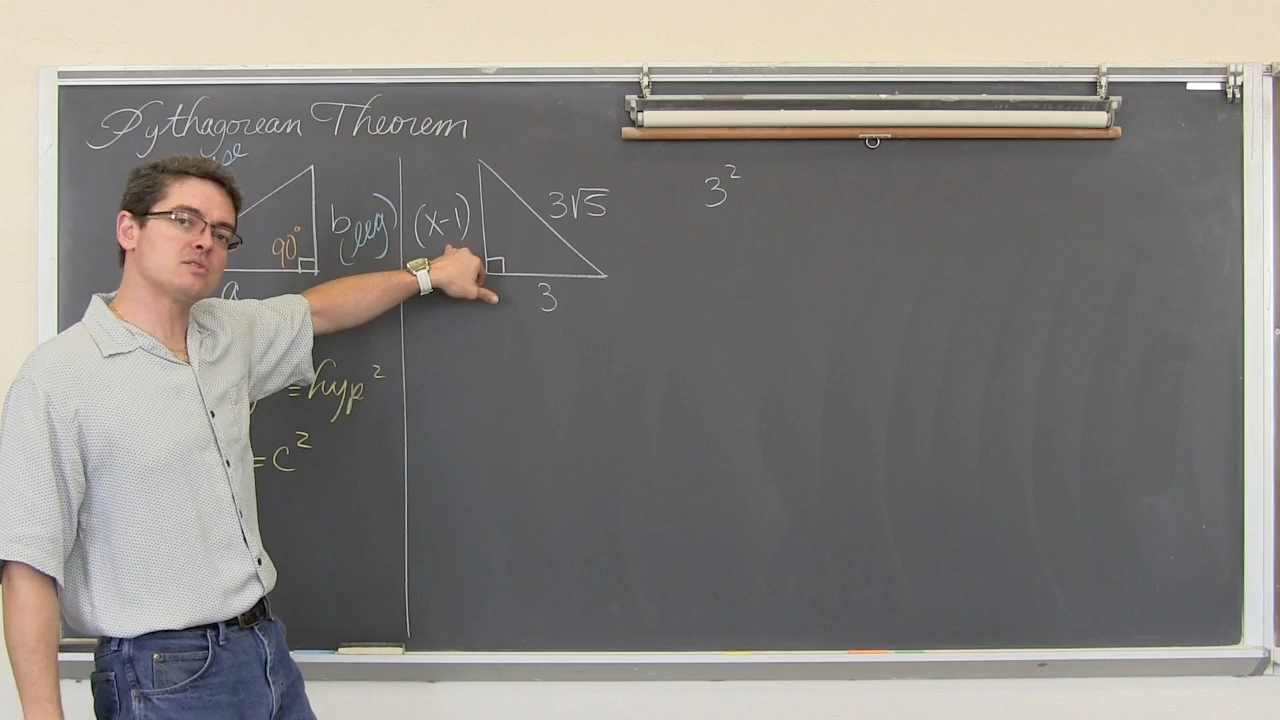 Pythagorean Theorem
90°
b
(leg)
a
= hyp²
= c²
(x-1)
3√5
3
3²